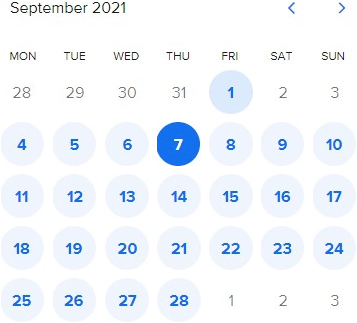 September 2021
MON TUE WED THU FRI SAT SUN
28 29 30 31 1 2 3
4 5 6 7 8 9 10
11 12 13 14 15 16 17
18 19 20 21 22 23 24
25 26 27 28 1 2 3